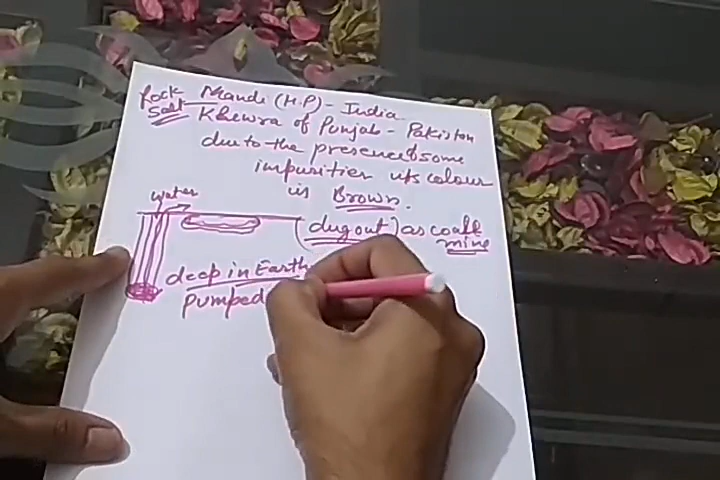 Rock Mandi (H.P) - India
Salt Khewra of Punjab - Pakistan
due to the presence of some
impurities its colour
is Brown.
water
(dug out) as coal
mine
deep in Earth
pumped